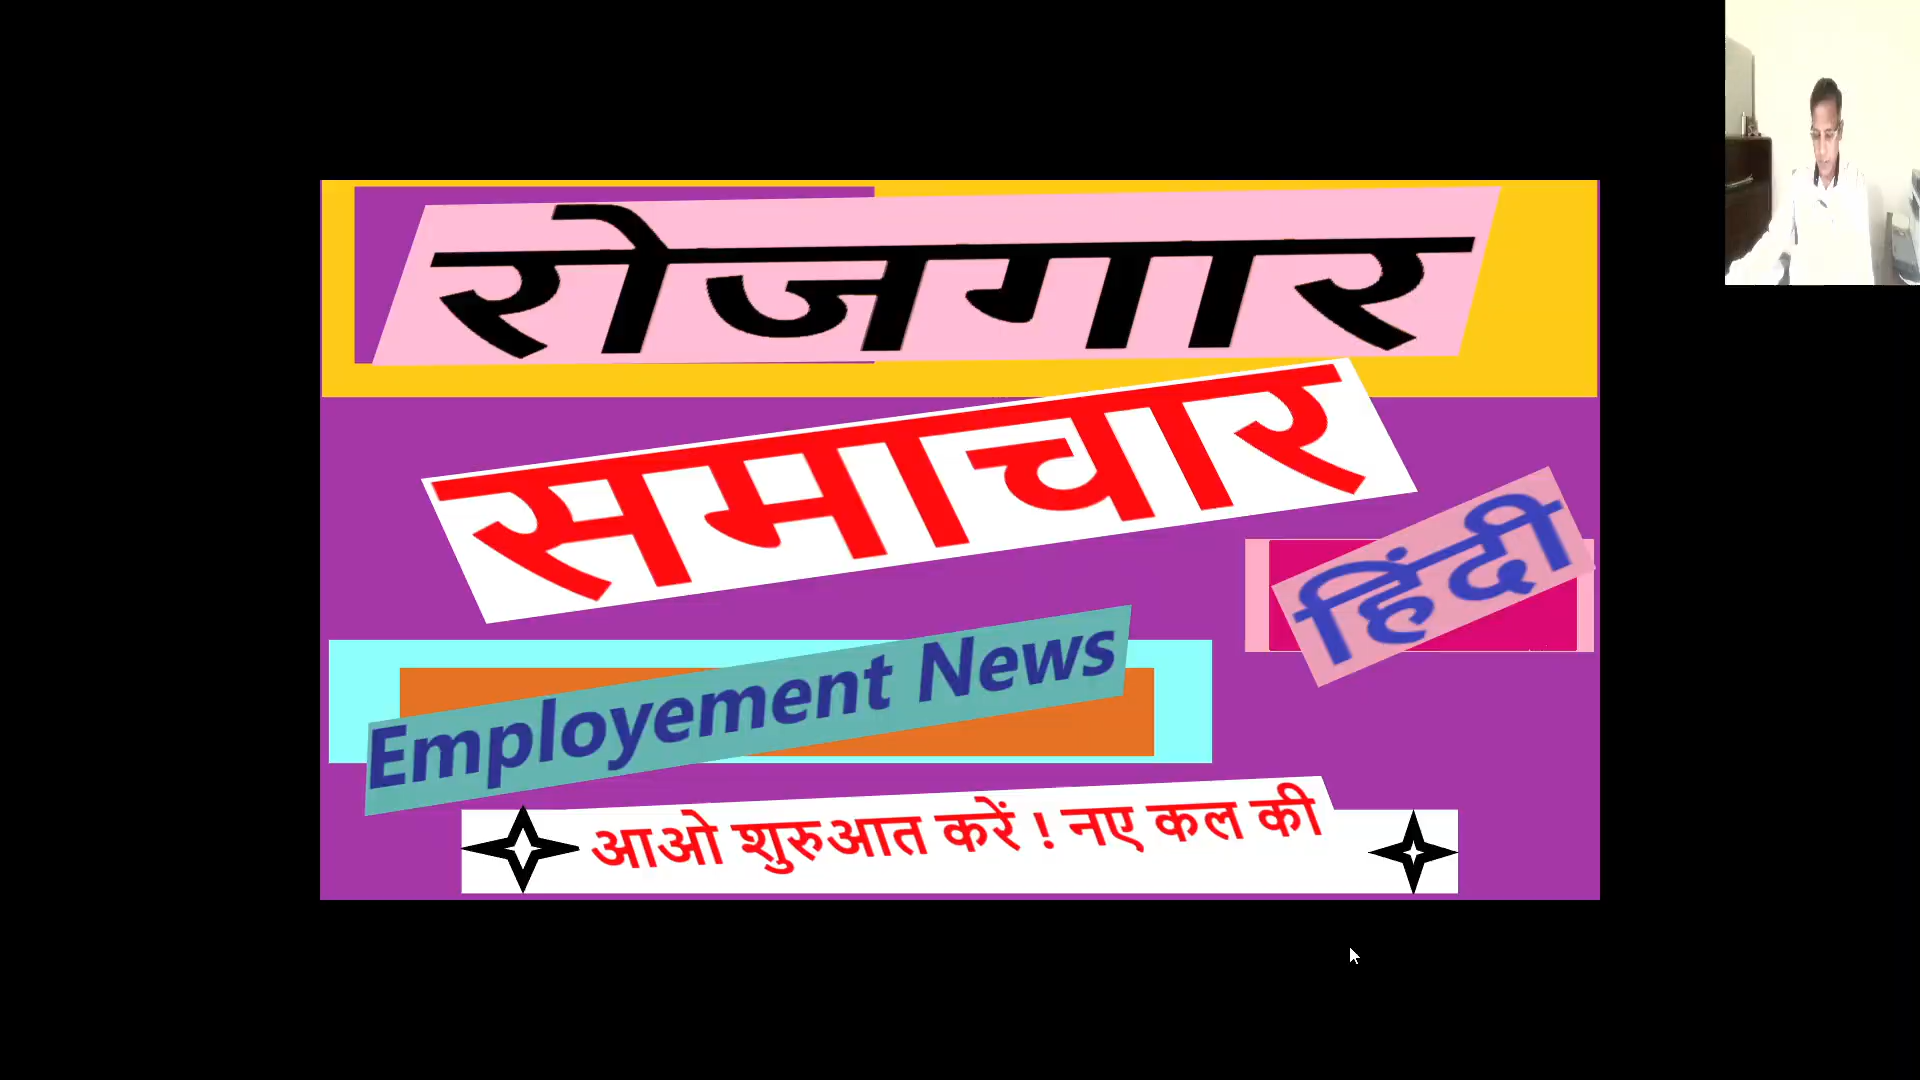 रोजगार
समाचार
हिंदी
Employement News
आओ शुरुआत करें ! नए कल की